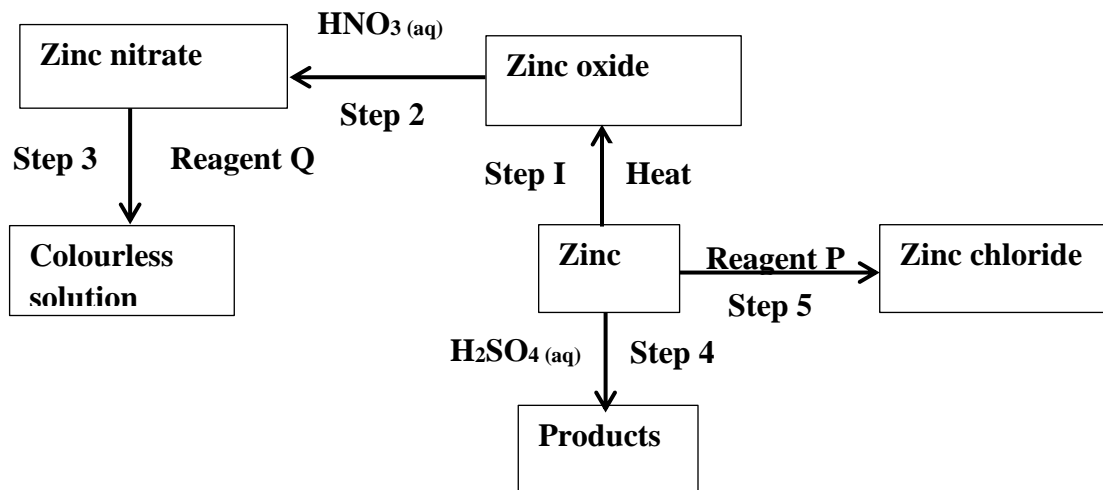 HNO3 (aq)
Zinc nitrate
Zinc oxide
Step 2
Step 3
Reagent Q
Step I
Heat
Colourless
solution
Zinc
Reagent P
Zinc chloride
Step 5
H2SO4 (aq)
Step 4
Products